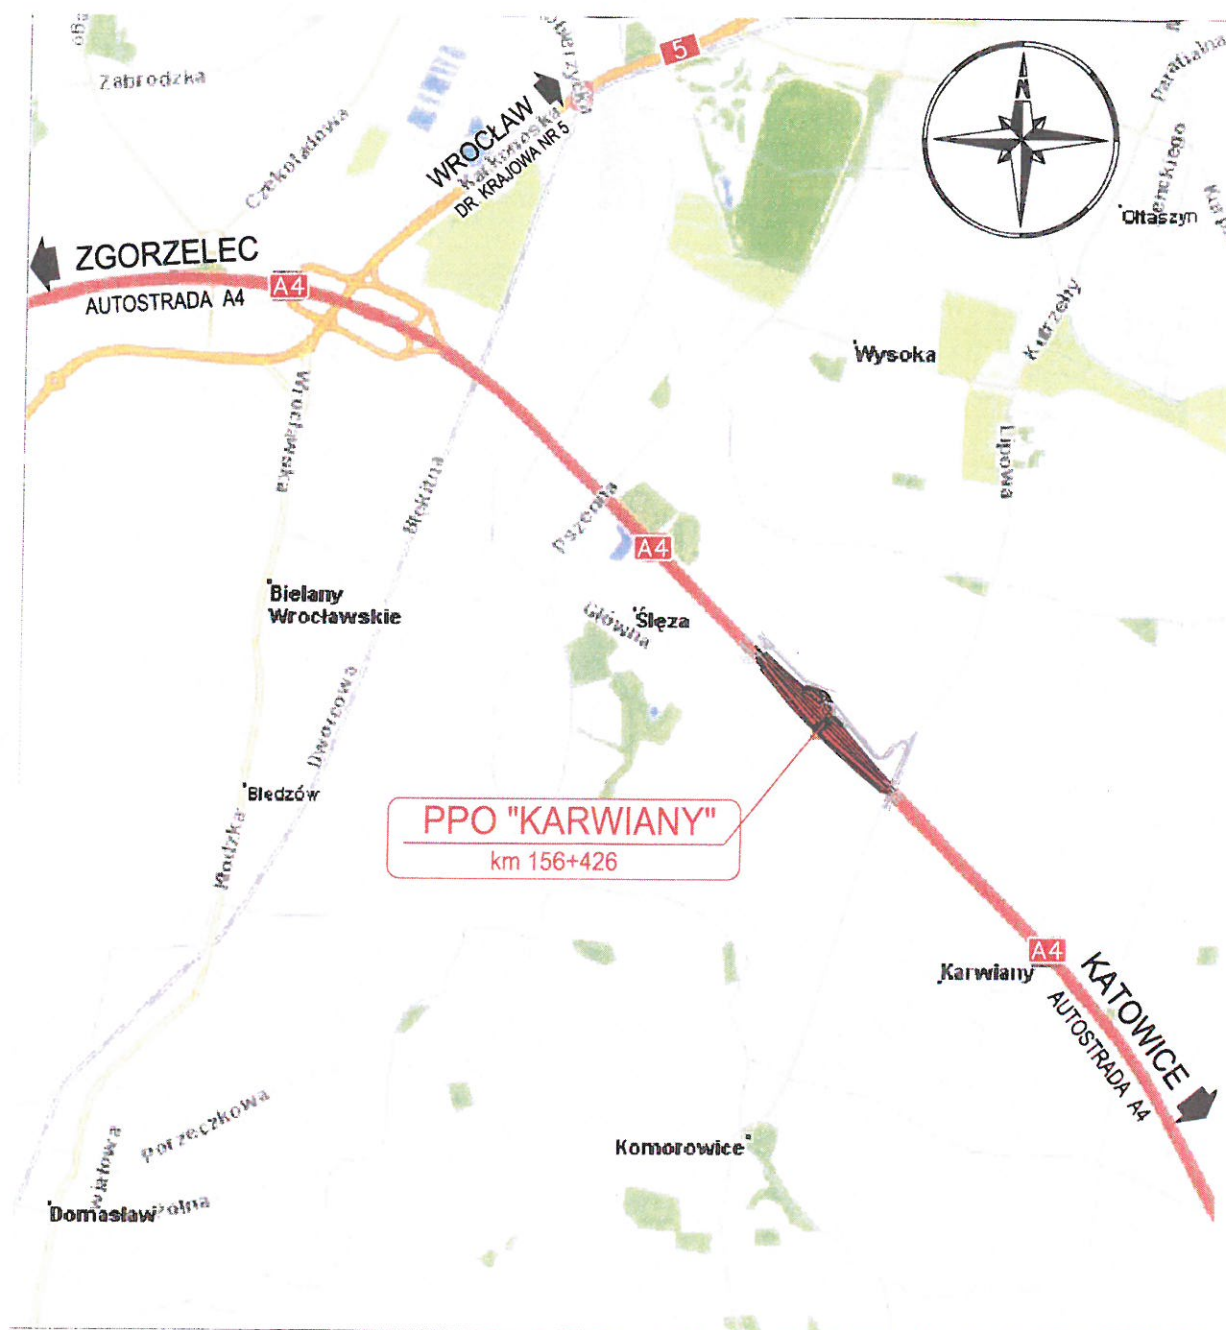 Zabrodzka
Czekoladowa
5
WROCŁAW
Karkonoska
DR. KRAJOWA NR 5
N
Parafialna
Ołtaszyn
ZGORZELEC
AUTOSTRADA A4
A4
Kutrzeby
Wysoka
Wrocławska
Lipowa
Błękitna
Pszenna
A4
Bielany
Wrocławskie
Główna
Ślęza
Dworcowa
Błędzów
Kłodzka
PPO "KARWIANY"
km 156+426
A4
Karwiany
KATOWICE
AUTOSTRADA A4
Porzeczkowa
Komorowice
Domasław